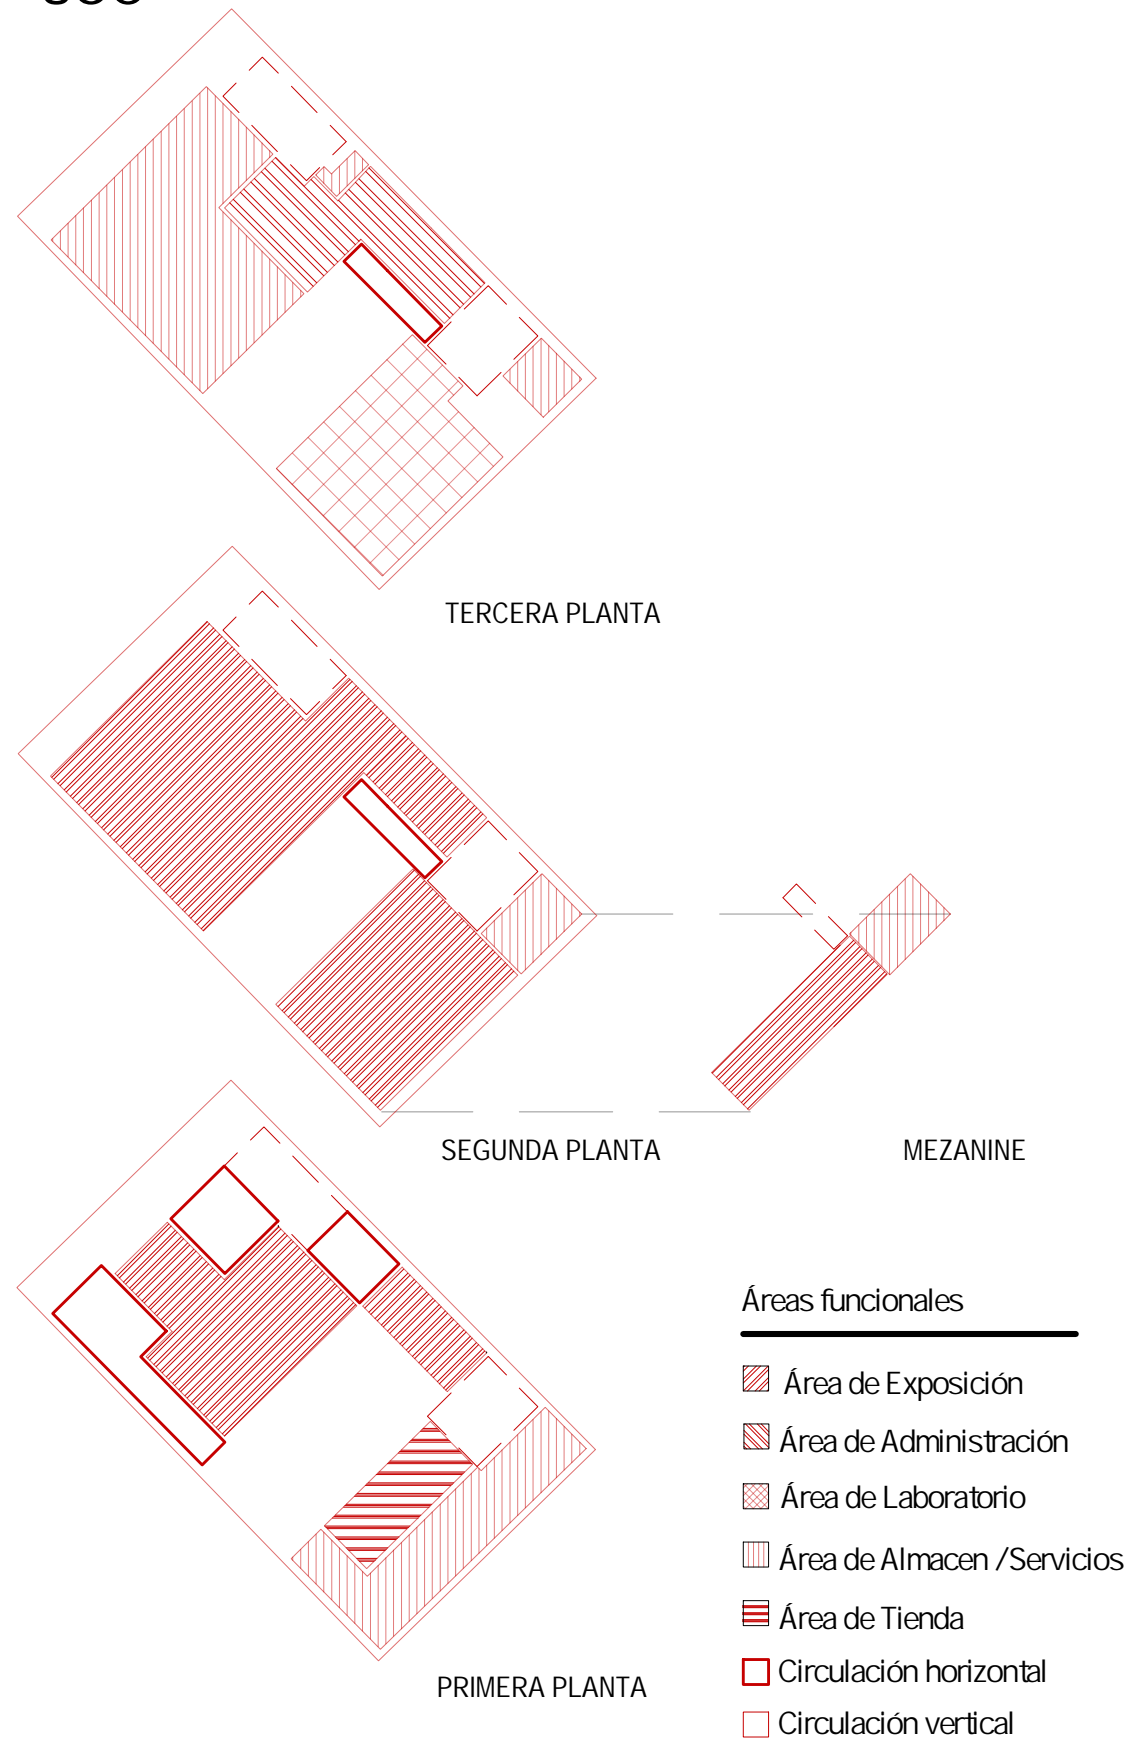 TERCERA PLANTA
SEGUNDA PLANTA
MEZANINE
PRIMERA PLANTA
Áreas funcionales
Área de Exposición
Área de Administración
Área de Laboratorio
Área de Almacen /Servicios
Área de Tienda
Circulación horizontal
Circulación vertical